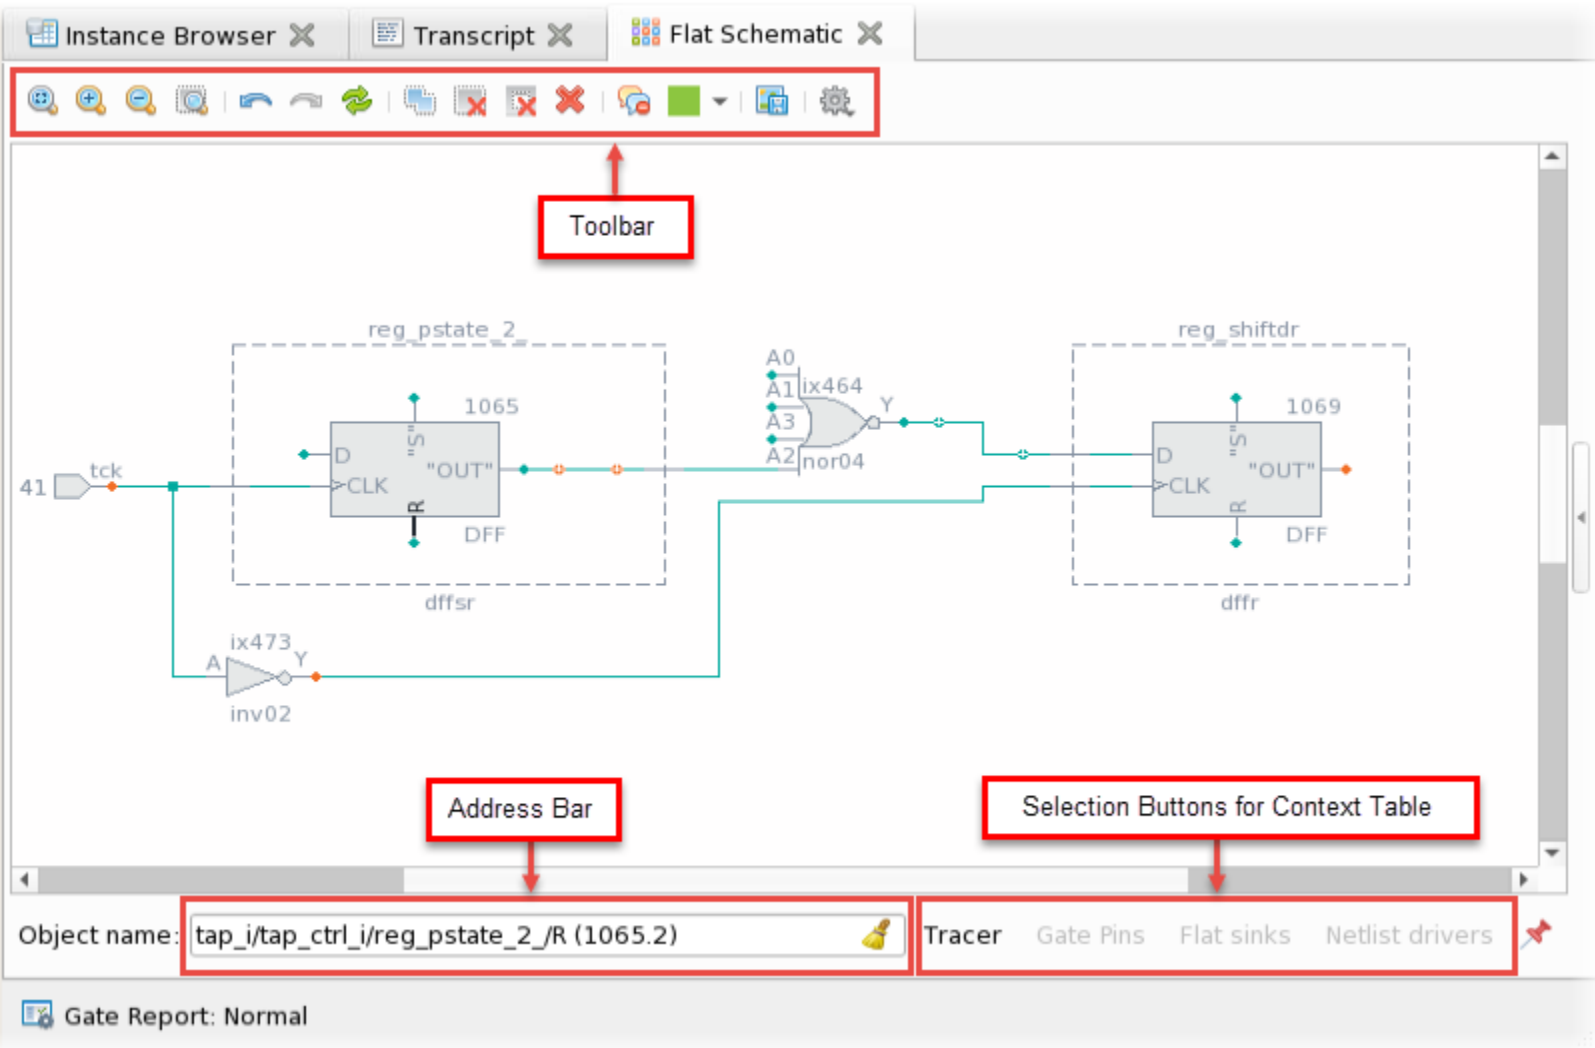 Instance Browser
Transcript
Flat Schematic
Toolbar
reg_pstate_2_
reg_shiftdr
A0
A1
A3
A2
ix464
Y
nor04
1065
"S"
D
"OUT"
CLK
R
DFF
dffsr
1069
"S"
D
"OUT"
CLK
R
DFF
dffr
41
tck
ix473
A
Y
inv02
Address Bar
Selection Buttons for Context Table
Object name: tap_i/tap_ctrl_i/reg_pstate_2_/R (1065.2)
Tracer Gate Pins Flat sinks Netlist drivers
Gate Report: Normal